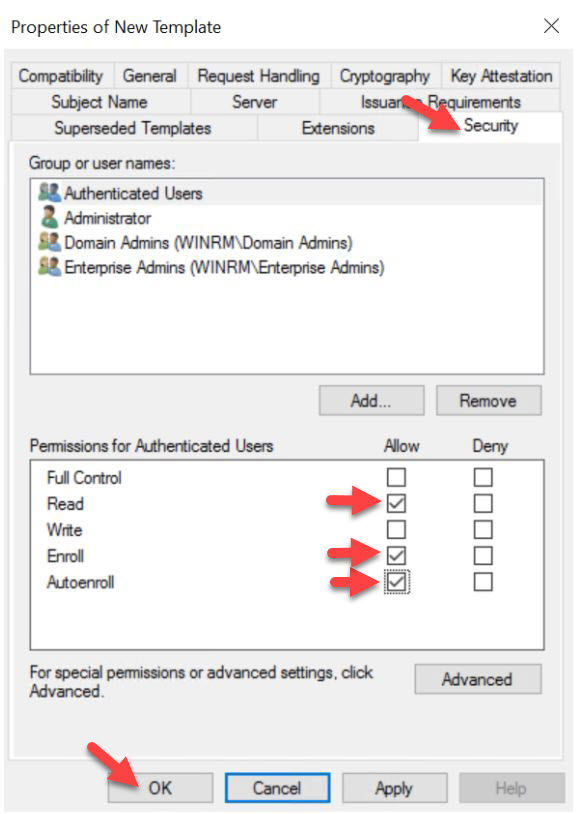 Properties of New Template
Compatibility General Request Handling Cryptography Key Attestation
Subject Name Server Issuance Requirements
Superseded Templates Extensions Security
Group or user names:
Authenticated Users
Administrator
Domain Admins (WINRM\Domain Admins)
Enterprise Admins (WINRM\Enterprise Admins)
Add... Remove
Permissions for Authenticated Users Allow Deny
Full Control
Read
Write
Enroll
Autoenroll
For special permissions or advanced settings, click
Advanced.
Advanced
OK Cancel Apply Help